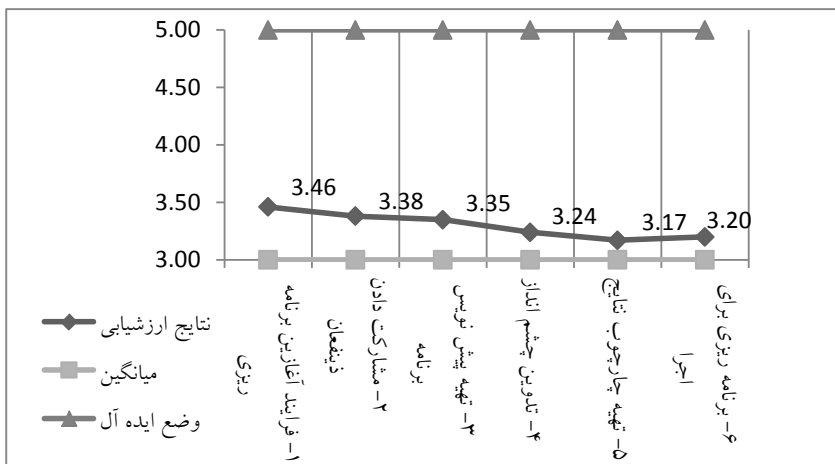 5.00
4.50
4.00
3.50
3.00
3.46
3.38
3.35
3.24
3.17
3.20
۱- فرایند آغازین برنامه
ریزی
۲- مشارکت دادن
ذینفعان
۳- تهیه پیش نویس
برنامه
۴- تدوین چشم انداز
۵- تهیه چارچوب نتایج
۶- برنامه ریزی برای
اجرا
نتایج ارزشیابی
میانگین
وضع ایده آل